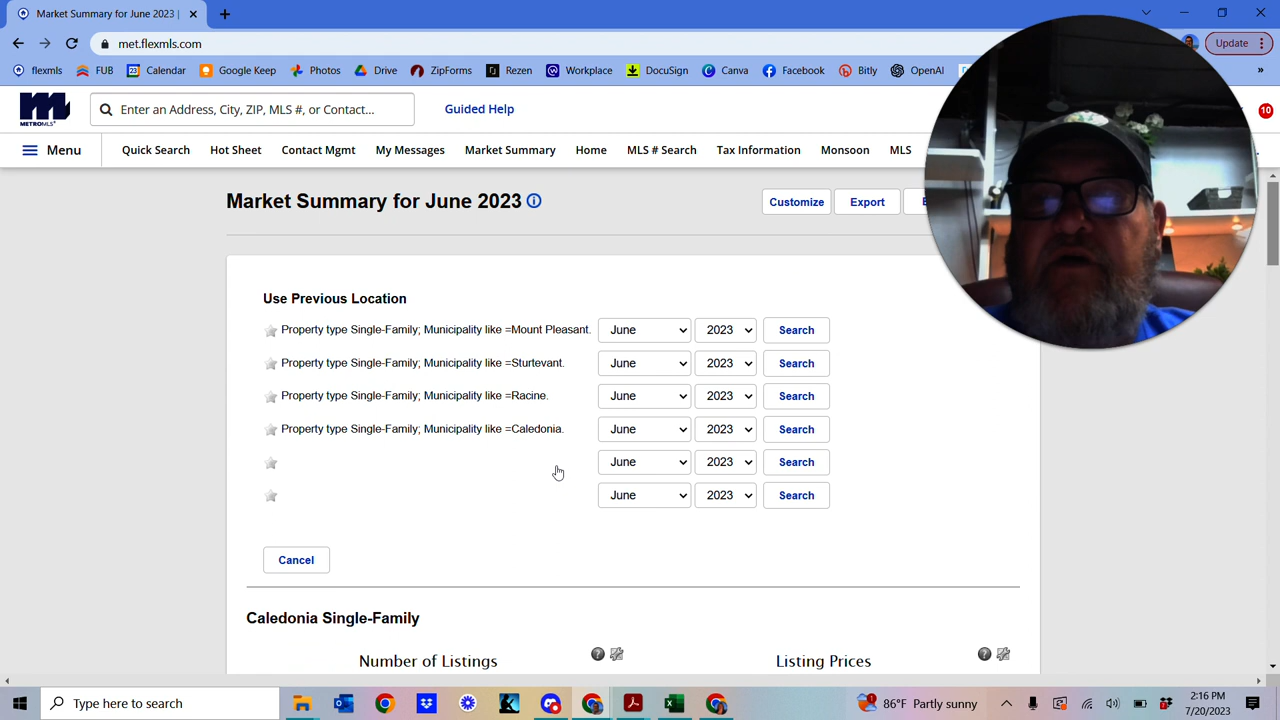 Market Summary for June 2023 |
met.flexmls.com
Update
flexmls
FUB
Calendar
Google Keep
Photos
Drive
ZipForms
Rezen
Workplace
DocuSign
Canva
Facebook
Bitly
OpenAI
»
METROMLS
Enter an Address, City, ZIP, MLS #, or Contact...
Guided Help
10
Menu
Quick Search
Hot Sheet
Contact Mgmt
My Messages
Market Summary
Home
MLS # Search
Tax Information
Monsoon
MLS
Market Summary for June 2023
Customize
Export
Use Previous Location
Property type Single-Family; Municipality like =Mount Pleasant. June 2023 Search
Property type Single-Family; Municipality like =Sturtevant. June 2023 Search
Property type Single-Family; Municipality like =Racine. June 2023 Search
Property type Single-Family; Municipality like =Caledonia. June 2023 Search
June 2023 Search
June 2023 Search
Cancel
Caledonia Single-Family
Number of Listings
Listing Prices
Type here to search
86°F Partly sunny
2:16 PM
7/20/2023